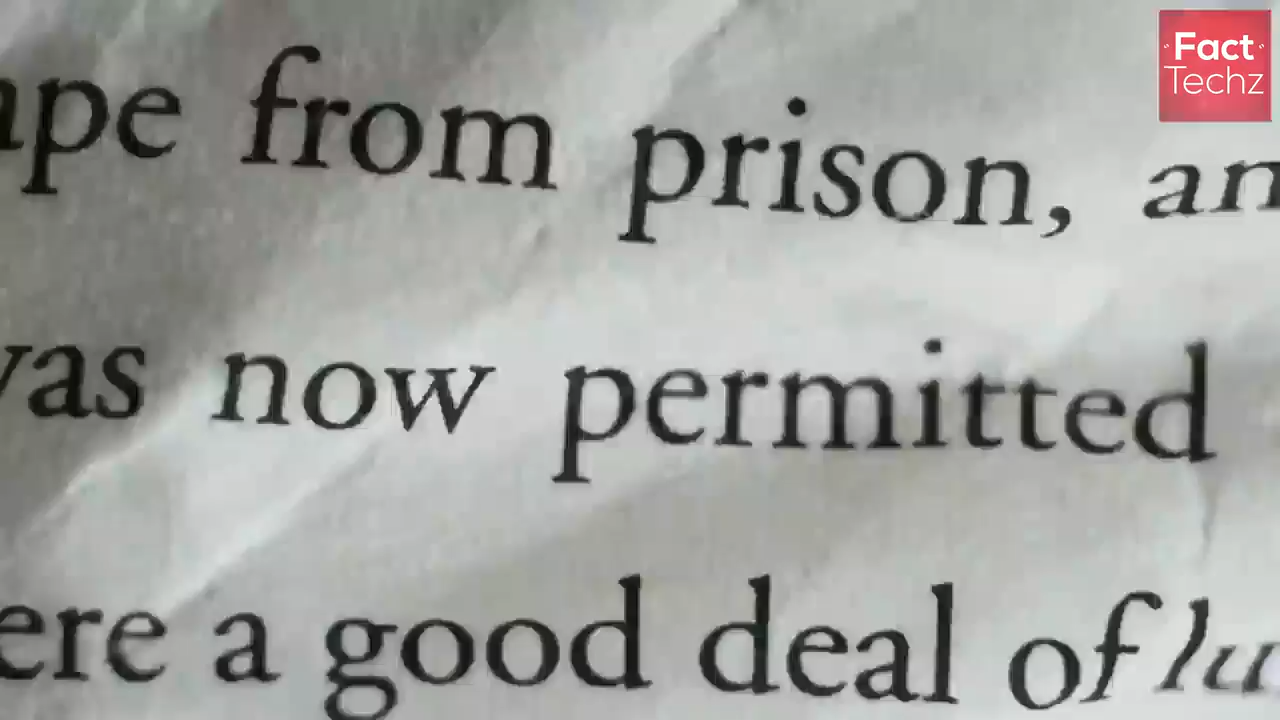 Fact
Techz
ape from prison, an
was now permitted
ere a good deal of lu